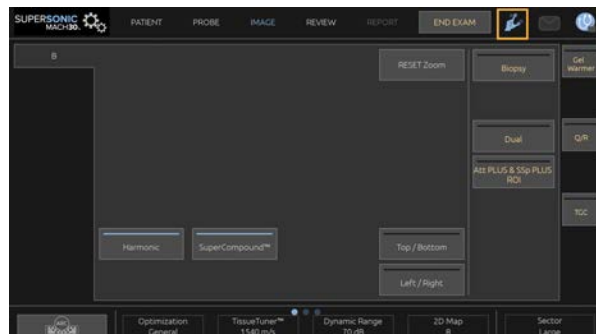 SUPERSONIC
MACH30.
PATIENT
PROBE
IMAGE
REVIEW
REPORT
END EXAM
B
RESET Zoom
Biopsy
Gel
Warmer
Dual
Q/R
Att PLUS & SSp PLUS
ROI
TGC
Harmonic
SuperCompound™
Top / Bottom
Left / Right
Optimization
General
TissueTuner™
1540 m/s
Dynamic Range
70 dB
2D Map
8
Sector
Large